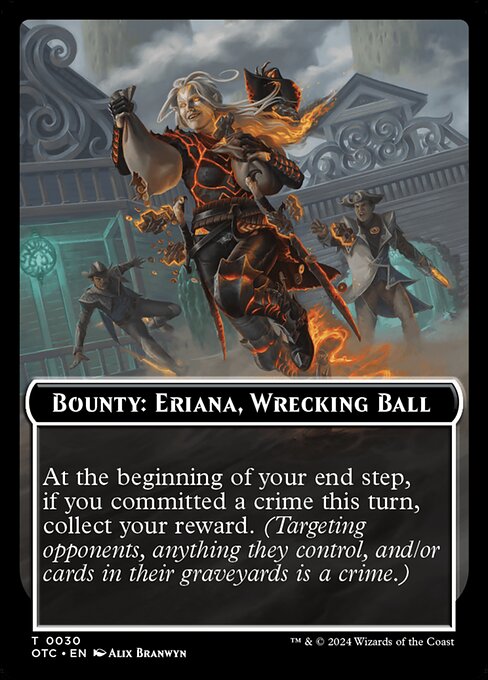 Bounty: Eriana, Wrecking Ball
At the beginning of your end step,
if you committed a crime this turn,
collect your reward. (Targeting
opponents, anything they control, and/or
cards in their graveyards is a crime.)
T 0030
OTC • EN Alix Branwyn
™ & © 2024 Wizards of the Coast